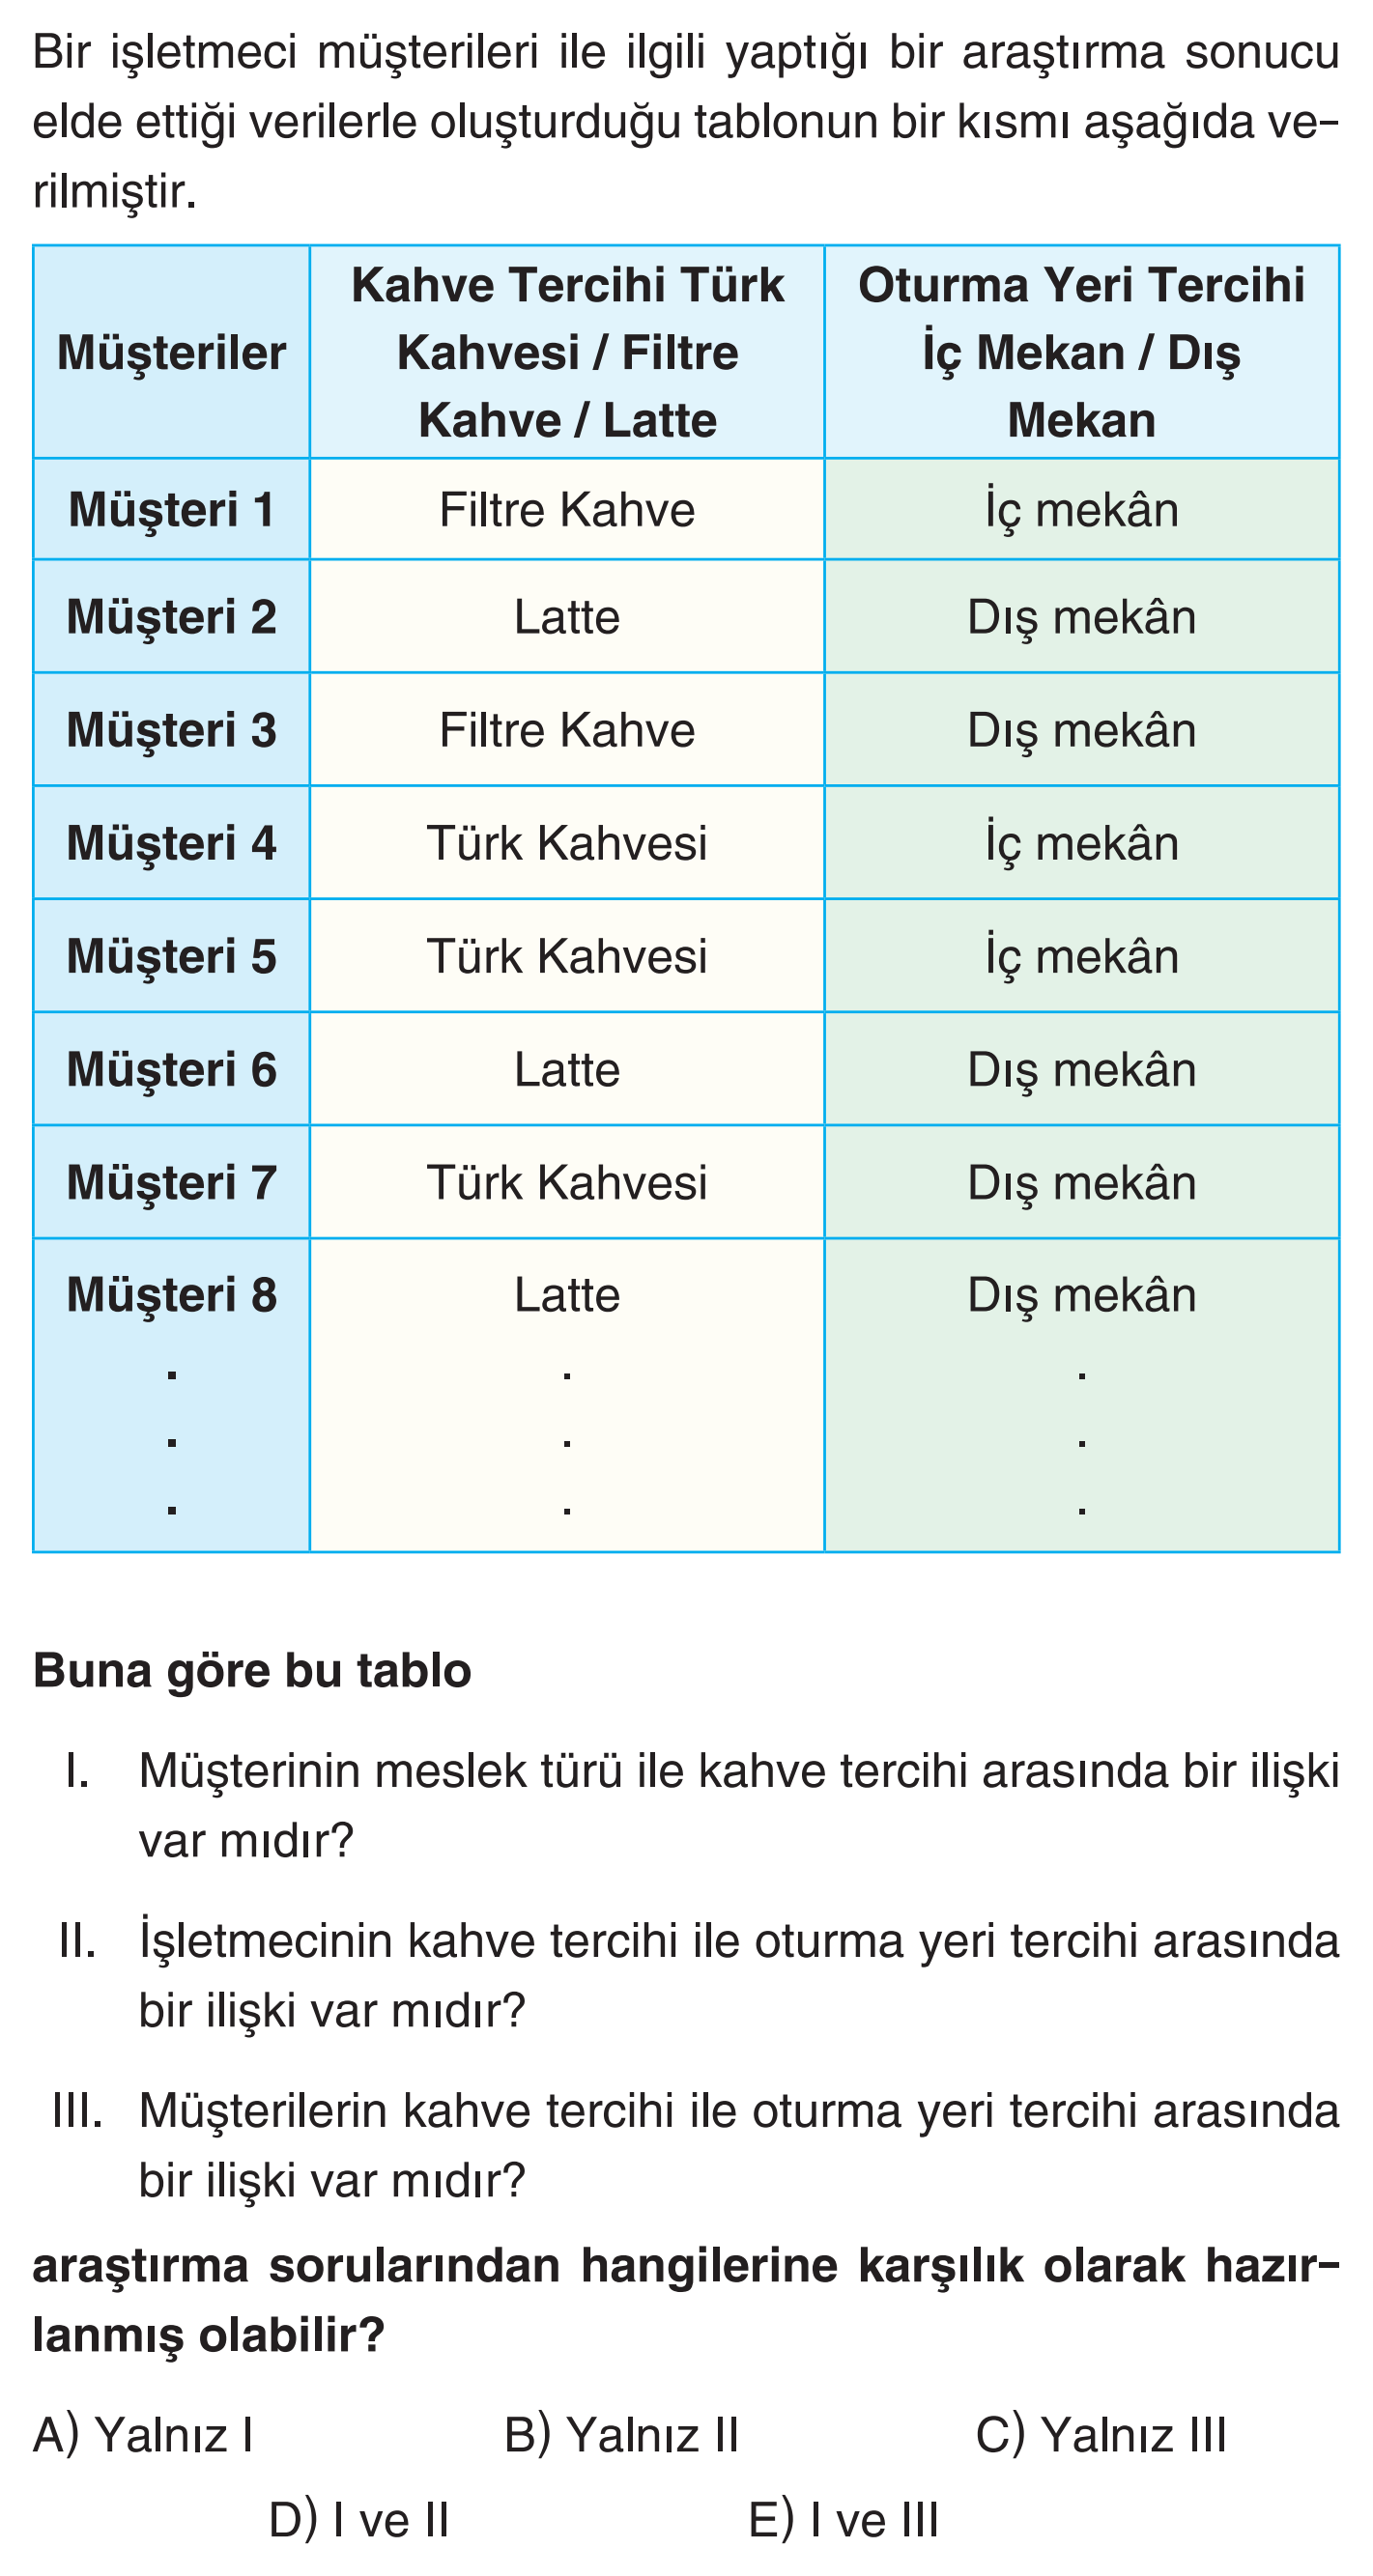 Bir işletmeci müşterileri ile ilgili yaptığı bir araştırma sonucu
elde ettiği verilerle oluşturduğu tablonun bir kısmı aşağıda ve-
rilmiştir.
Müşteriler
Kahve Tercihi Türk
Kahvesi / Filtre
Kahve / Latte
Oturma Yeri Tercihi
İç Mekan / Dış
Mekan
Müşteri 1 Filtre Kahve İç mekân
Müşteri 2 Latte Dış mekân
Müşteri 3 Filtre Kahve Dış mekân
Müşteri 4 Türk Kahvesi İç mekân
Müşteri 5 Türk Kahvesi İç mekân
Müşteri 6 Latte Dış mekân
Müşteri 7 Türk Kahvesi Dış mekân
Müşteri 8 Latte Dış mekân
. . .
. . .
. . .
Buna göre bu tablo
I. Müşterinin meslek türü ile kahve tercihi arasında bir ilişki
var mıdır?
II. İşletmecinin kahve tercihi ile oturma yeri tercihi arasında
bir ilişki var mıdır?
III. Müşterilerin kahve tercihi ile oturma yeri tercihi arasında
bir ilişki var mıdır?
araştırma sorularından hangilerine karşılık olarak hazır-
lanmış olabilir?
A) Yalnız I B) Yalnız II C) Yalnız III
D) I ve II E) I ve III